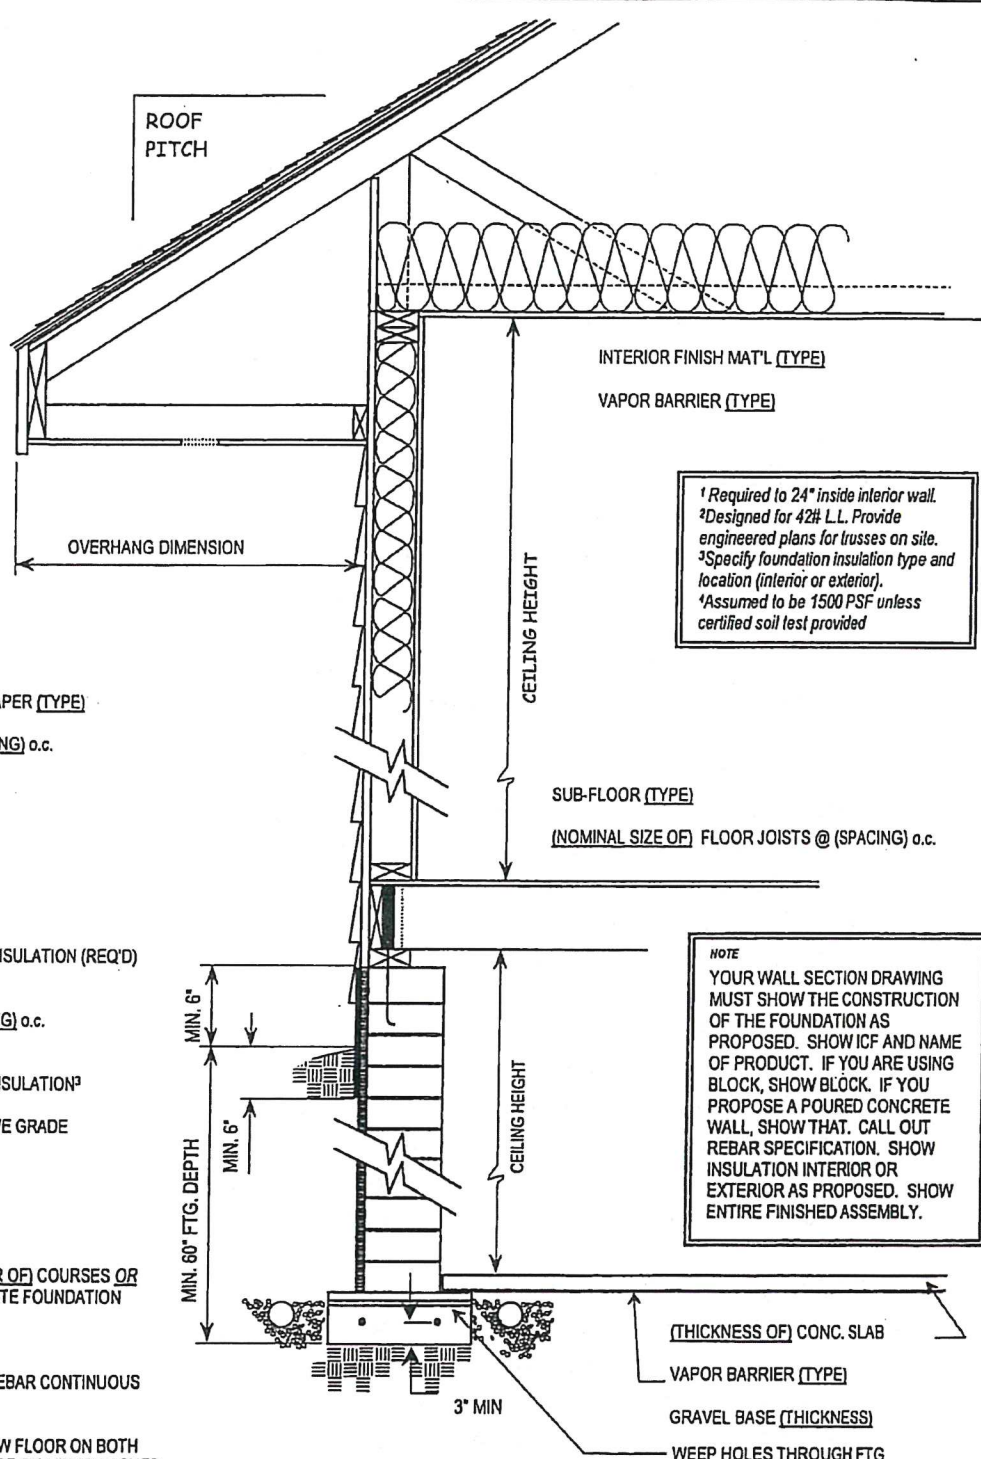 ROOF
PITCH
INTERIOR FINISH MAT'L (TYPE)
VAPOR BARRIER (TYPE)
¹ Required to 24" inside interior wall.
²Designed for 42# L.L. Provide
engineered plans for trusses on site.
³Specify foundation insulation type and
location (interior or exterior).
⁴Assumed to be 1500 PSF unless
certified soil test provided
OVERHANG DIMENSION
CEILING HEIGHT
APER (TYPE)
NG) o.c.
SUB-FLOOR (TYPE)
(NOMINAL SIZE OF) FLOOR JOISTS @ (SPACING) o.c.
NSULATION (REQ'D)
G) o.c.
SULATION³
E GRADE
MIN. 6"
MIN. 6"
MIN. 60" FTG. DEPTH
CEILING HEIGHT
NOTE
YOUR WALL SECTION DRAWING
MUST SHOW THE CONSTRUCTION
OF THE FOUNDATION AS
PROPOSED. SHOW ICF AND NAME
OF PRODUCT. IF YOU ARE USING
BLOCK, SHOW BLOCK. IF YOU
PROPOSE A POURED CONCRETE
WALL, SHOW THAT. CALL OUT
REBAR SPECIFICATION. SHOW
INSULATION INTERIOR OR
EXTERIOR AS PROPOSED. SHOW
ENTIRE FINISHED ASSEMBLY.
R OF) COURSES OR
TE FOUNDATION
EBAR CONTINUOUS
W FLOOR ON BOTH
3" MIN
(THICKNESS OF) CONC. SLAB
VAPOR BARRIER (TYPE)
GRAVEL BASE (THICKNESS)
WEEP HOLES THROUGH FTG